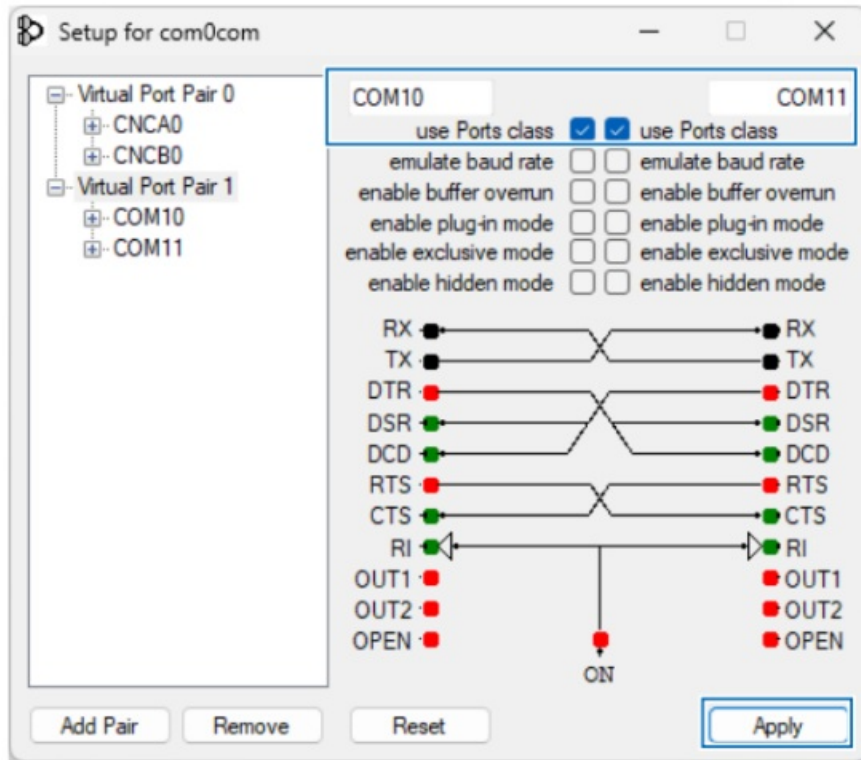 Setup for com0com
Virtual Port Pair 0
CNCA0
CNCB0
Virtual Port Pair 1
COM10
COM11
COM10 COM11
use Ports class use Ports class
emulate baud rate emulate baud rate
enable buffer overrun enable buffer overrun
enable plug-in mode enable plug-in mode
enable exclusive mode enable exclusive mode
enable hidden mode enable hidden mode
RX RX
TX TX
DTR DTR
DSR DSR
DCD DCD
RTS RTS
CTS CTS
RI RI
OUT1 OUT1
OUT2 OUT2
OPEN OPEN
ON
Add Pair Remove Reset Apply